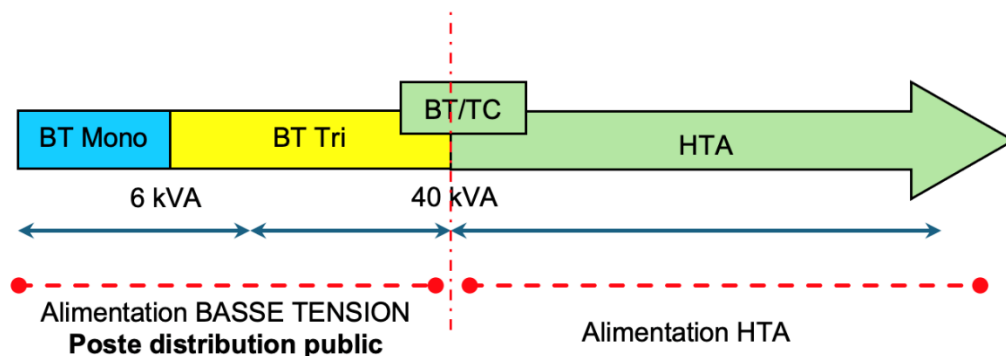 BT/TC
BT Mono
BT Tri
HTA
6 kVA
40 kVA
Alimentation BASSE TENSION
Poste distribution public
Alimentation HTA